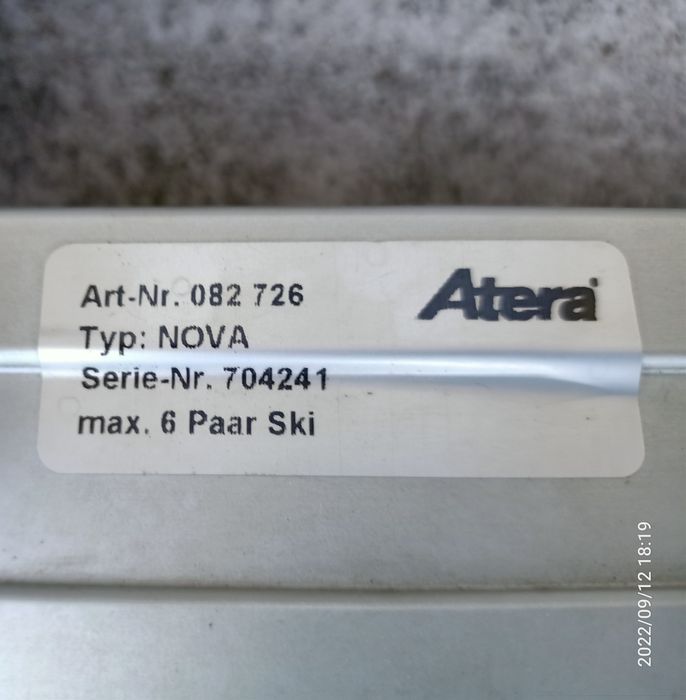 Atera
Art-Nr. 082 726
Typ: NOVA
Serie-Nr. 704241
max. 6 Paar Ski
2022/09/12 18:19